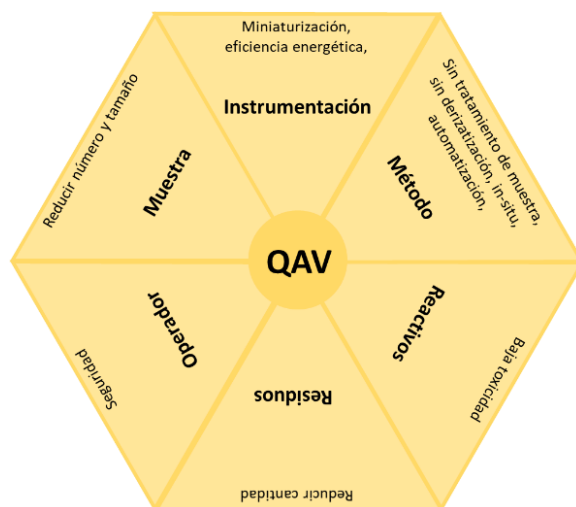 Miniaturización,
eficiencia energética,
Instrumentación
Sin tratamiento de muestra,
sin derizatización, in-situ,
automatización,
Método
Reactivos
Baja toxicidad
Residuos
Reducir cantidad
Operador
Seguridad
Muestra
Reducir número y tamaño
QAV